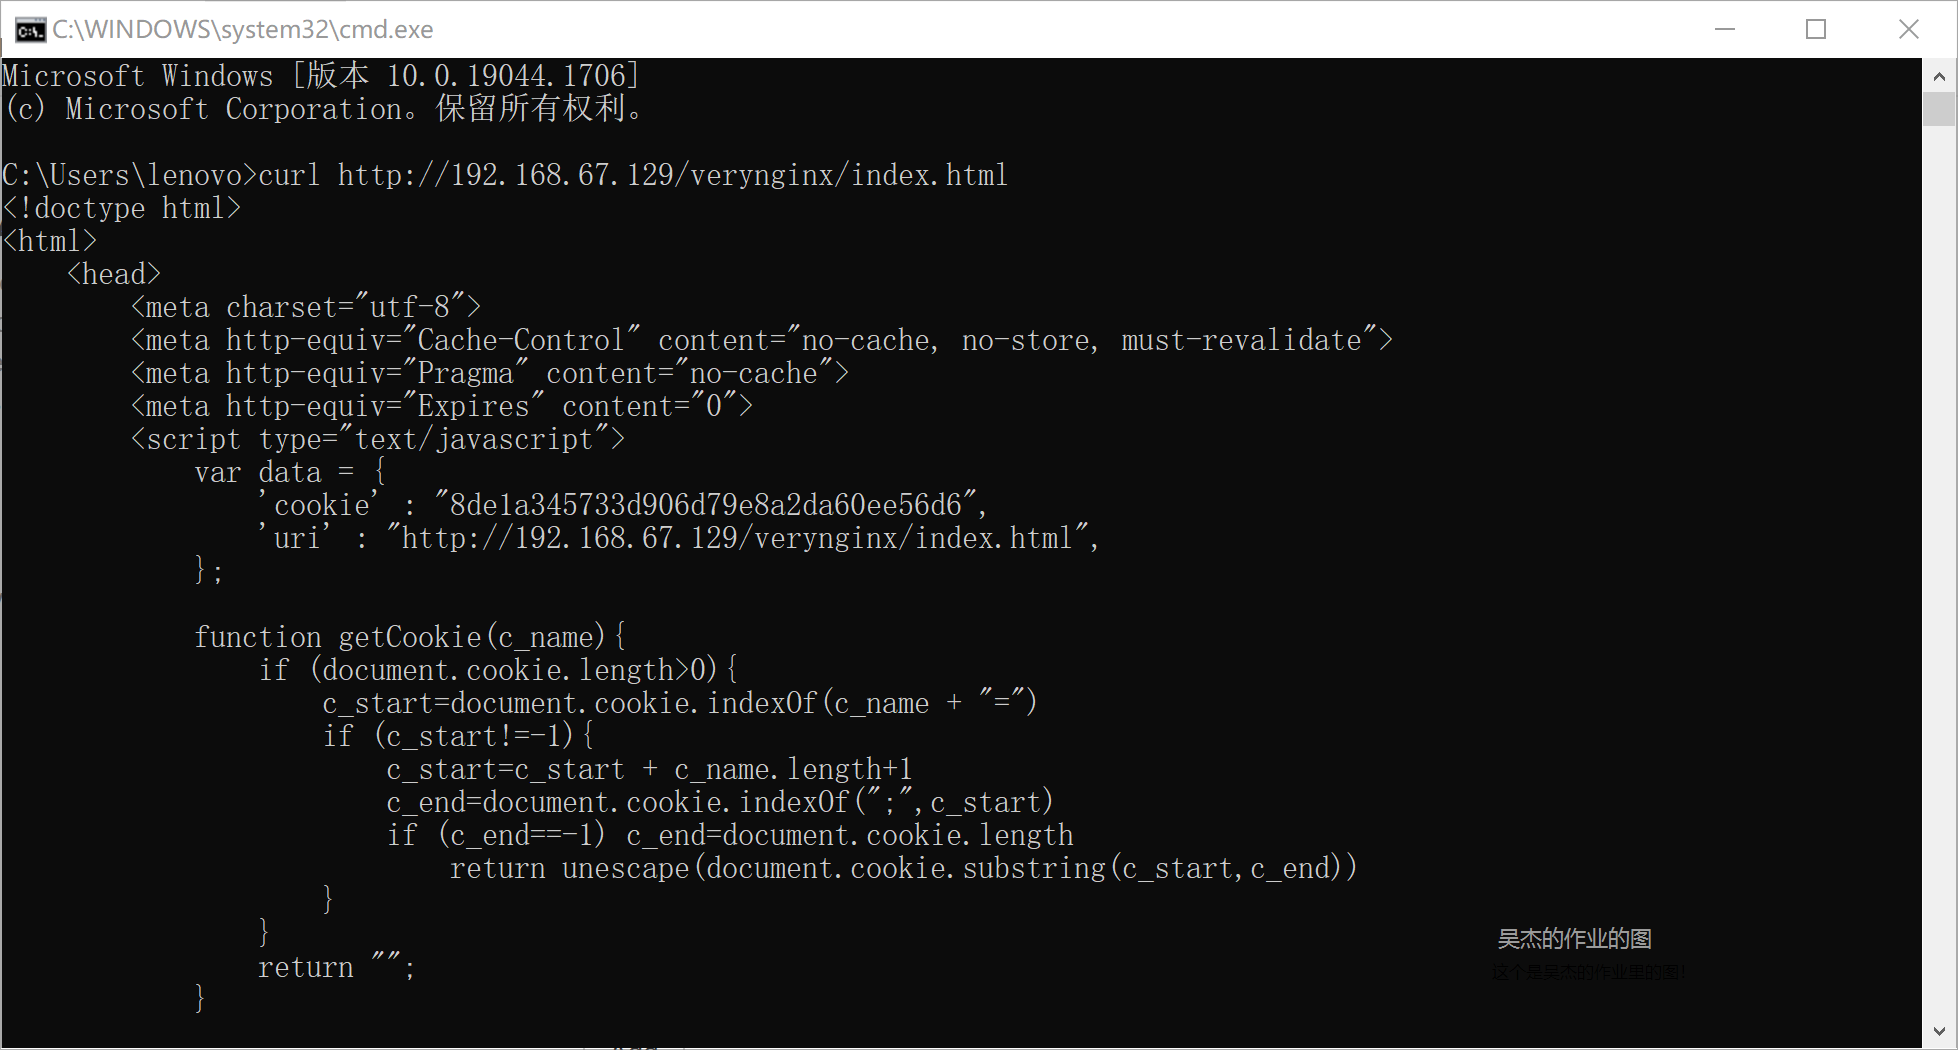 C:\WINDOWS\system32\cmd.exe
Microsoft Windows [版本 10.0.19044.1706]
(c) Microsoft Corporation。保留所有权利。
C:\Users\lenovo>curl http://192.168.67.129/verynginx/index.html
<!doctype html>
<html>
    <head>
        <meta charset="utf-8">
        <meta http-equiv="Cache-Control" content="no-cache, no-store, must-revalidate">
        <meta http-equiv="Pragma" content="no-cache">
        <meta http-equiv="Expires" content="0">
        <script type="text/javascript">
            var data = {
                'cookie' : "8de1a345733d906d79e8a2da60ee56d6",
                'uri' : "http://192.168.67.129/verynginx/index.html",
            };
            function getCookie(c_name){
                if (document.cookie.length>0){
                    c_start=document.cookie.indexOf(c_name + "=")
                    if (c_start!=-1){
                        c_start=c_start + c_name.length+1
                        c_end=document.cookie.indexOf(";",c_start)
                        if (c_end==-1) c_end=document.cookie.length
                            return unescape(document.cookie.substring(c_start,c_end))
                    }
                }
                return "";
            }
吴杰的作业的图
这个是吴杰的作业里的图!